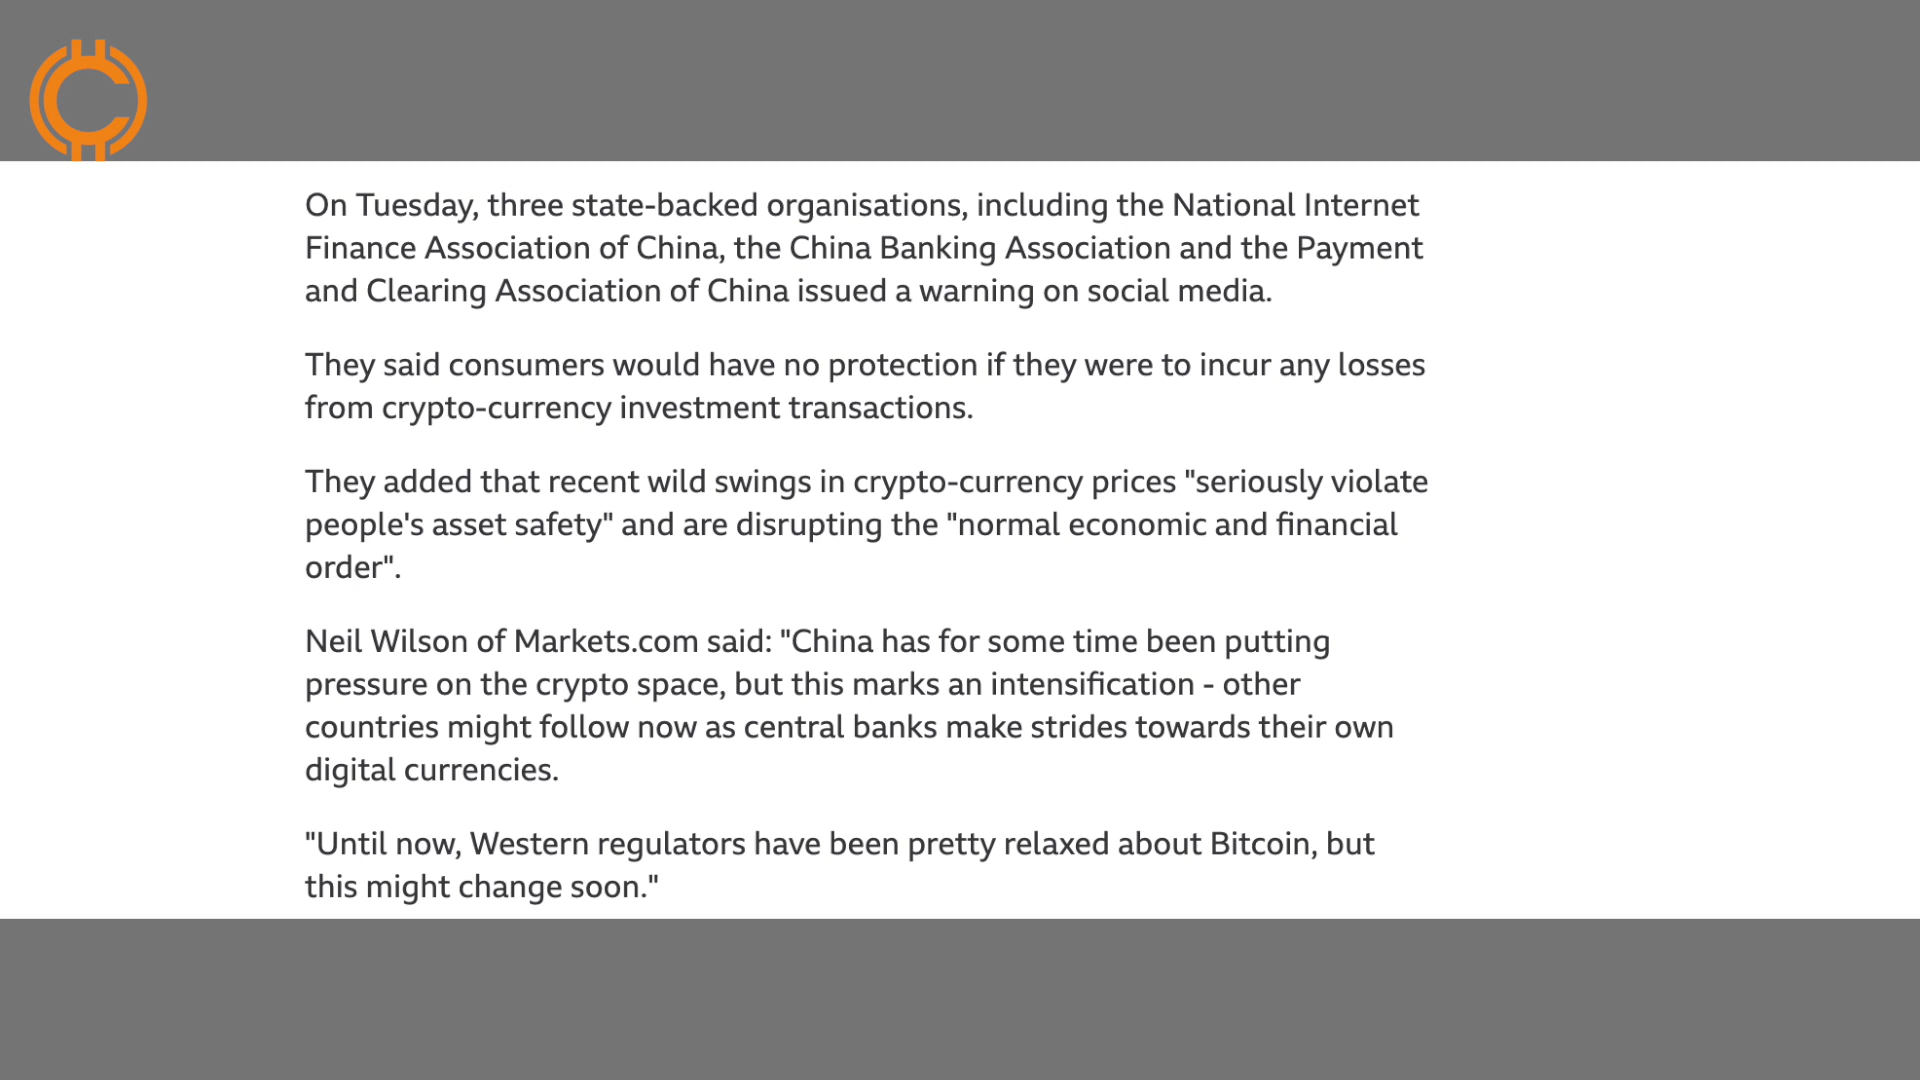 On Tuesday, three state-backed organisations, including the National Internet
Finance Association of China, the China Banking Association and the Payment
and Clearing Association of China issued a warning on social media.
They said consumers would have no protection if they were to incur any losses
from crypto-currency investment transactions.
They added that recent wild swings in crypto-currency prices "seriously violate
people's asset safety" and are disrupting the "normal economic and financial
order".
Neil Wilson of Markets.com said: "China has for some time been putting
pressure on the crypto space, but this marks an intensification - other
countries might follow now as central banks make strides towards their own
digital currencies.
"Until now, Western regulators have been pretty relaxed about Bitcoin, but
this might change soon."